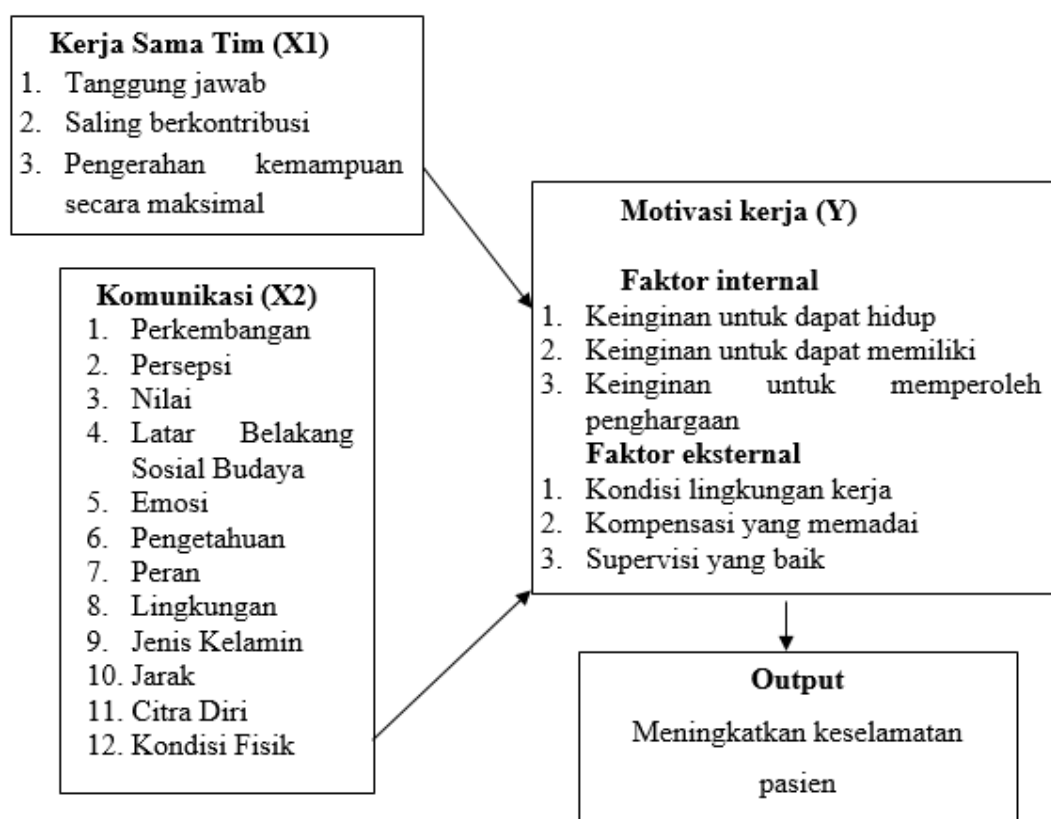 Kerja Sama Tim (X1)
1. Tanggung jawab
2. Saling berkontribusi
3. Pengerahan kemampuan
secara maksimal
Komunikasi (X2)
1. Perkembangan
2. Persepsi
3. Nilai
4. Latar Belakang
Sosial Budaya
5. Emosi
6. Pengetahuan
7. Peran
8. Lingkungan
9. Jenis Kelamin
10. Jarak
11. Citra Diri
12. Kondisi Fisik
Motivasi kerja (Y)
Faktor internal
1. Keinginan untuk dapat hidup
2. Keinginan untuk dapat memiliki
3. Keinginan untuk memperoleh
penghargaan
Faktor eksternal
1. Kondisi lingkungan kerja
2. Kompensasi yang memadai
3. Supervisi yang baik
Output
Meningkatkan keselamatan
pasien